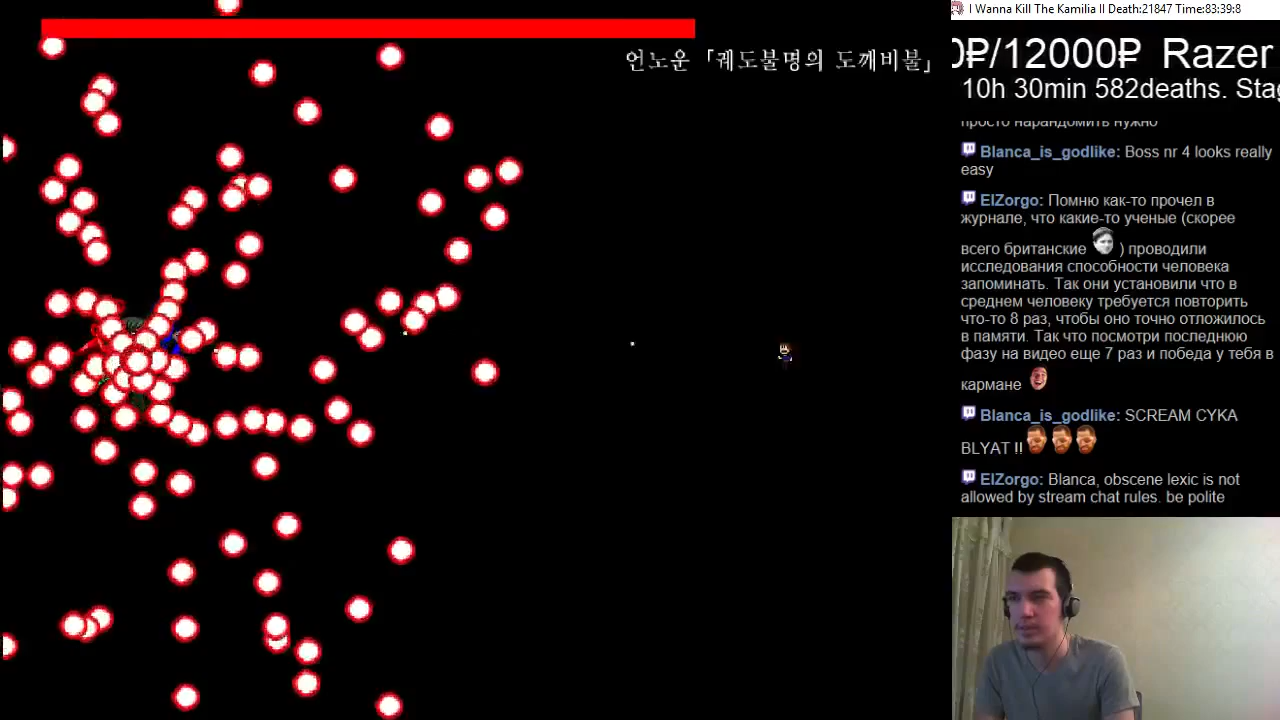 I Wanna Kill The Kamilia II Death:21847 Time:83:39:8
언노운「궤도불명의 도깨비불」
0₽/12000₽ Razer
10h 30min 582deaths. Stag
просто нарандомить нужно
Blanca_is_godlike: Boss nr 4 looks really
easy
ElZorgo: Помню как-то прочел в
журнале, что какие-то ученые (скорее
всего британские ) проводили
исследования способности человека
запоминать. Так они установили что в
среднем человеку требуется повторить
что-то 8 раз, чтобы оно точно отложилось
в памяти. Так что посмотри последнюю
фазу на видео еще 7 раз и победа у тебя в
кармане
Blanca_is_godlike: SCREAM CYKA
BLYAT !!
ElZorgo: Blanca, obscene lexic is not
allowed by stream chat rules. be polite